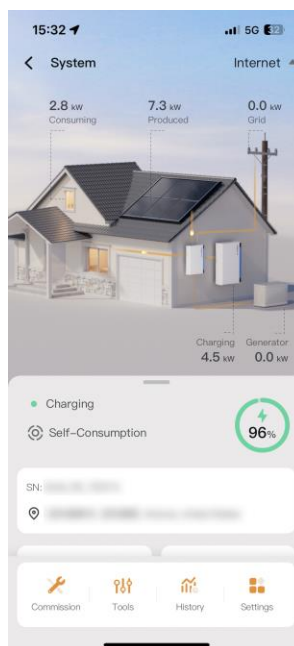 15:32
5G 32
System
Internet
2.8 kW
7.3 kW
0.0 kW
Consuming
Produced
Grid
Charging
Generator
4.5 kW
0.0 kW
Charging
Self-Consumption
96%
SN:
Commission
Tools
History
Settings